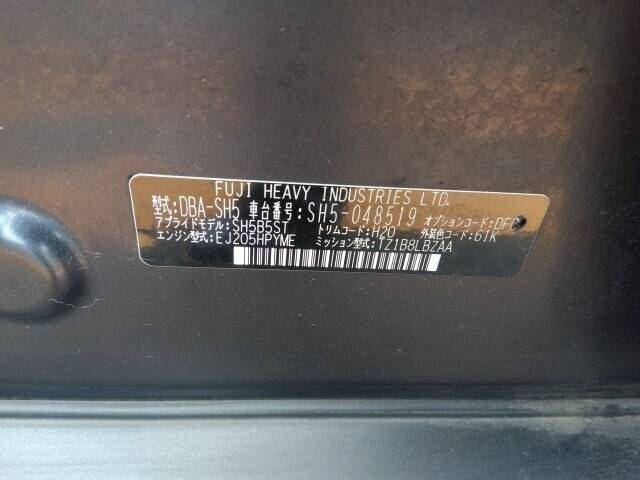 FUJI HEAVY INDUSTRIES LTD.
型式:DBA-SH5 車台番号:SH5-048519 オプションコード:DFC
アプライドモデル:SH5B5ST トリムコード:H20 外装色コード:61K
エンジン型式:EJ205HPYME ミッション型式:TZ1B8LBZAA